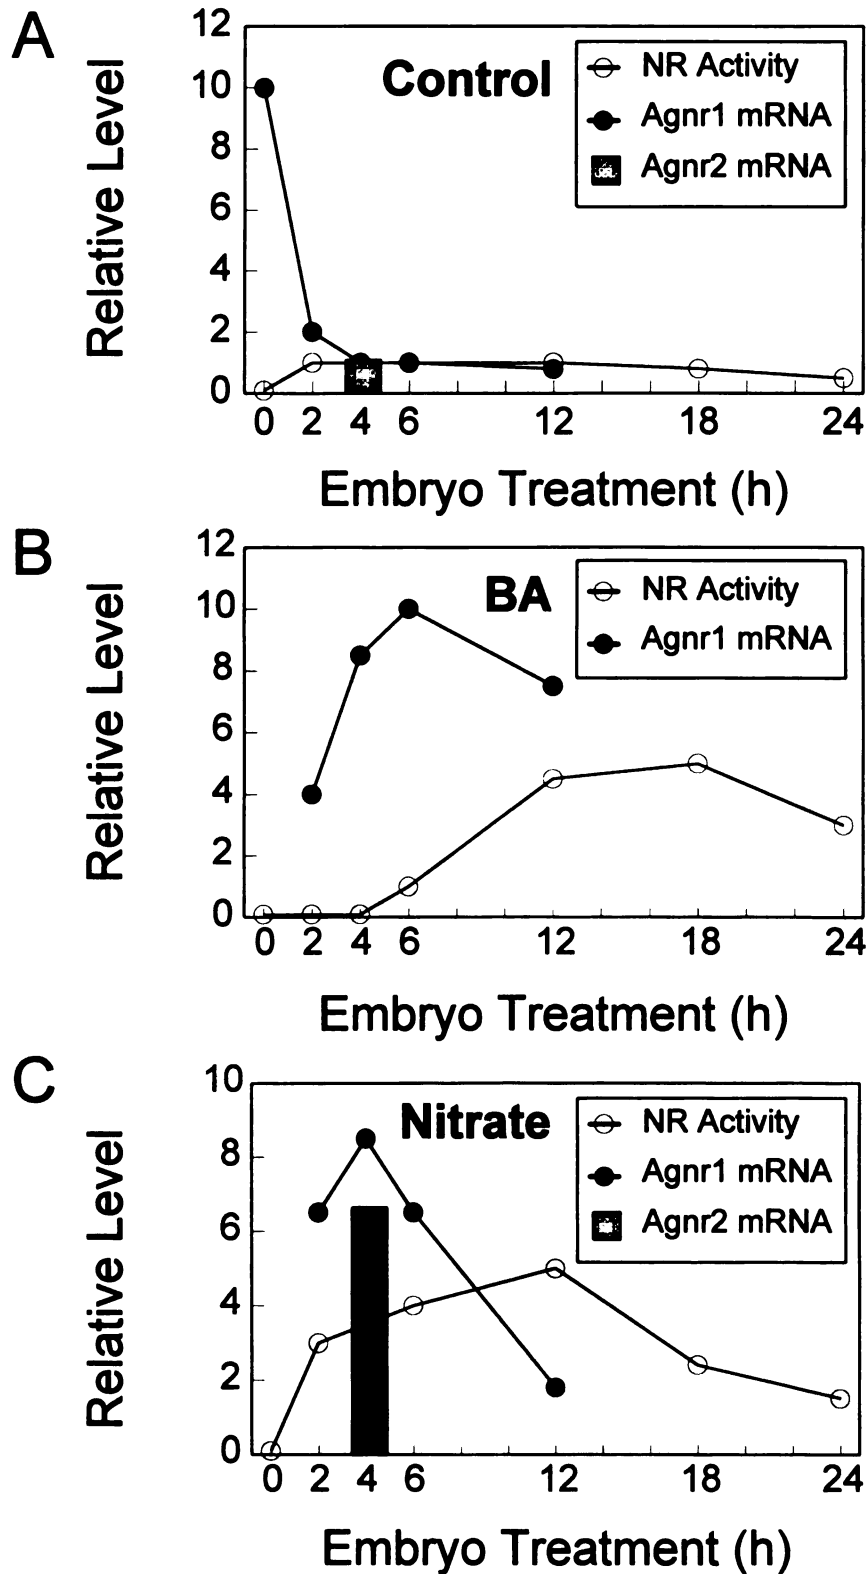 A
12
10
8
6
4
2
0
Relative Level
Control
NR Activity
Agnr1 mRNA
Agnr2 mRNA
0 2 4 6 12 18 24
Embryo Treatment (h)
B
12
10
8
6
4
2
0
Relative Level
BA
NR Activity
Agnr1 mRNA
0 2 4 6 12 18 24
Embryo Treatment (h)
C
10
8
6
4
2
0
Relative Level
Nitrate
NR Activity
Agnr1 mRNA
Agnr2 mRNA
0 2 4 6 12 18 24
Embryo Treatment (h)